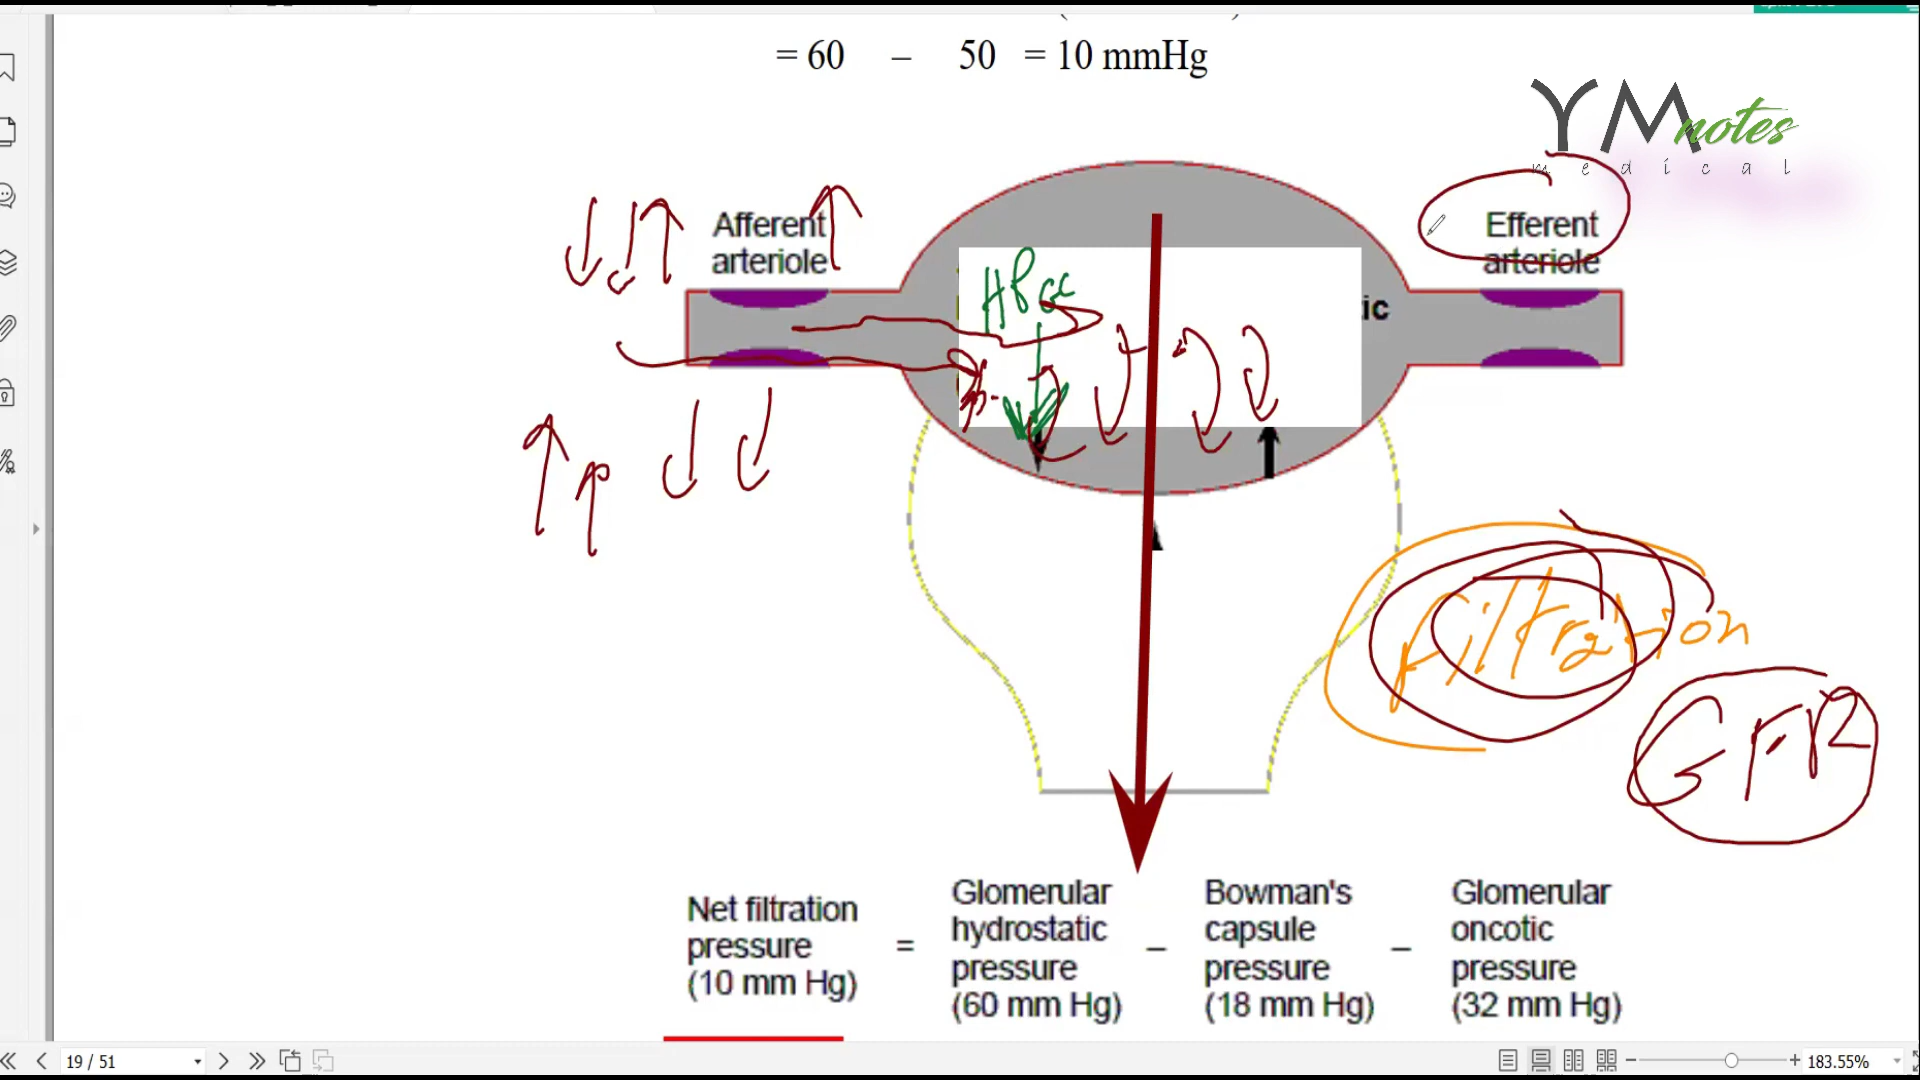 = 60 – 50 = 10 mmHg
YM notes
medical
Afferent
arteriole
Efferent
arteriole
ic
Filtration
GFR
Net filtration
pressure
(10 mm Hg)
=
Glomerular
hydrostatic
pressure
(60 mm Hg)
–
Bowman's
capsule
pressure
(18 mm Hg)
–
Glomerular
oncotic
pressure
(32 mm Hg)
19 / 51
183.55%